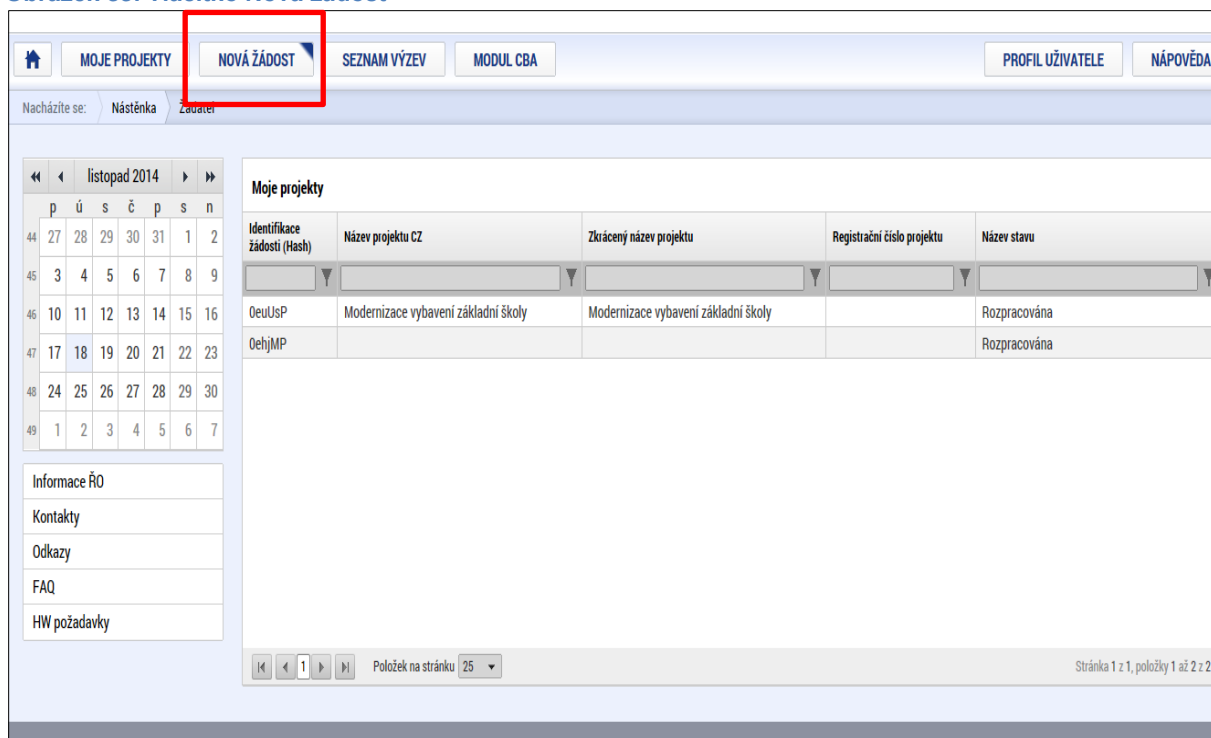 MOJE PROJEKTY NOVÁ ŽÁDOST SEZNAM VÝZEV MODUL CBA PROFIL UŽIVATELE NÁPOVĚDA
Nacházíte se: Nástěnka Žadatel
listopad 2014
p ú s č p s n
44 27 28 29 30 31 1 2
45 3 4 5 6 7 8 9
46 10 11 12 13 14 15 16
47 17 18 19 20 21 22 23
48 24 25 26 27 28 29 30
49 1 2 3 4 5 6 7
Informace ŘO
Kontakty
Odkazy
FAQ
HW požadavky
Moje projekty
Identifikace žádosti (Hash) Název projektu CZ Zkrácený název projektu Registrační číslo projektu Název stavu
0euUsP Modernizace vybavení základní školy Modernizace vybavení základní školy Rozpracována
0ehjMP Rozpracována
1 Položek na stránku 25 Stránka 1 z 1, položky 1 až 2 z 2